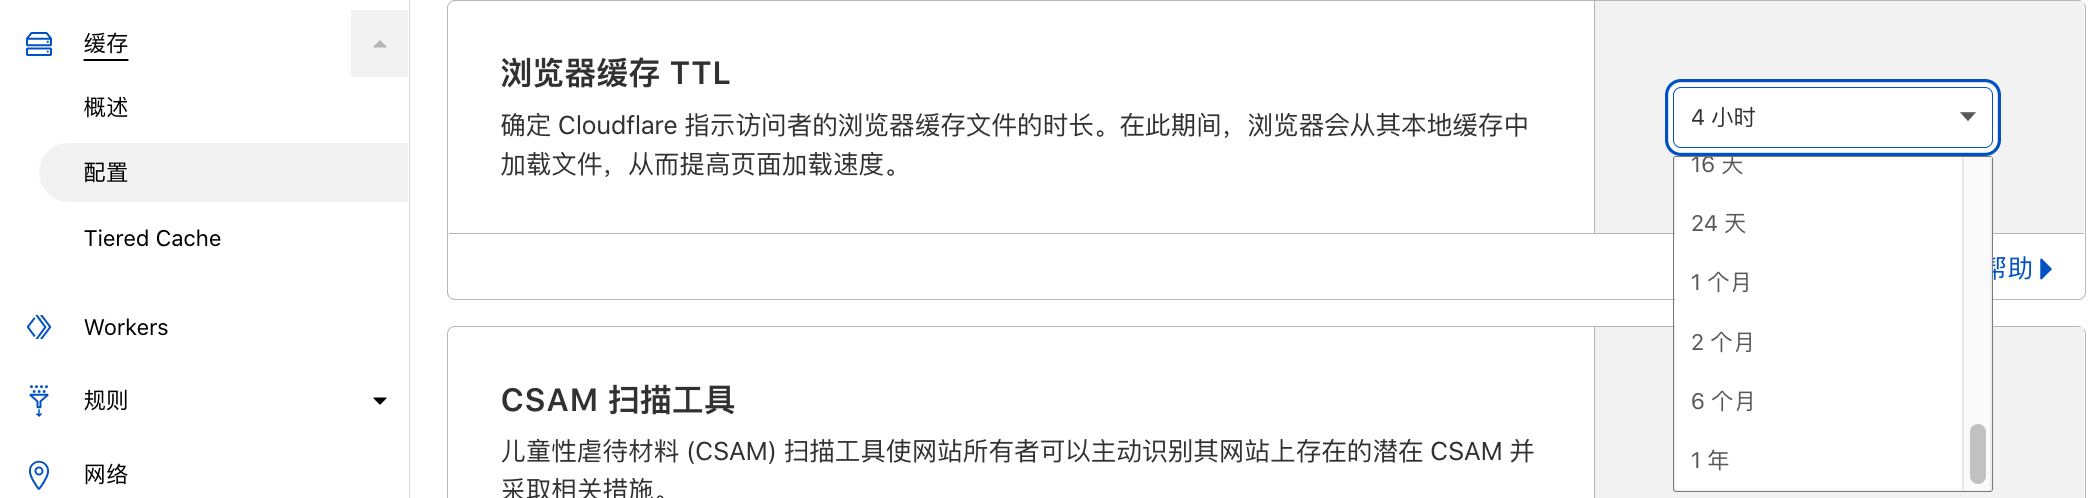 缓存
概述
配置
Tiered Cache
Workers
规则
网络
浏览器缓存 TTL
确定 Cloudflare 指示访问者的浏览器缓存文件的时长。在此期间，浏览器会从其本地缓存中
加载文件，从而提高页面加载速度。
4 小时
16 天
24 天
1 个月
2 个月
6 个月
1 年
帮助
CSAM 扫描工具
儿童性虐待材料 (CSAM) 扫描工具使网站所有者可以主动识别其网站上存在的潜在 CSAM 并
采取相关措施。